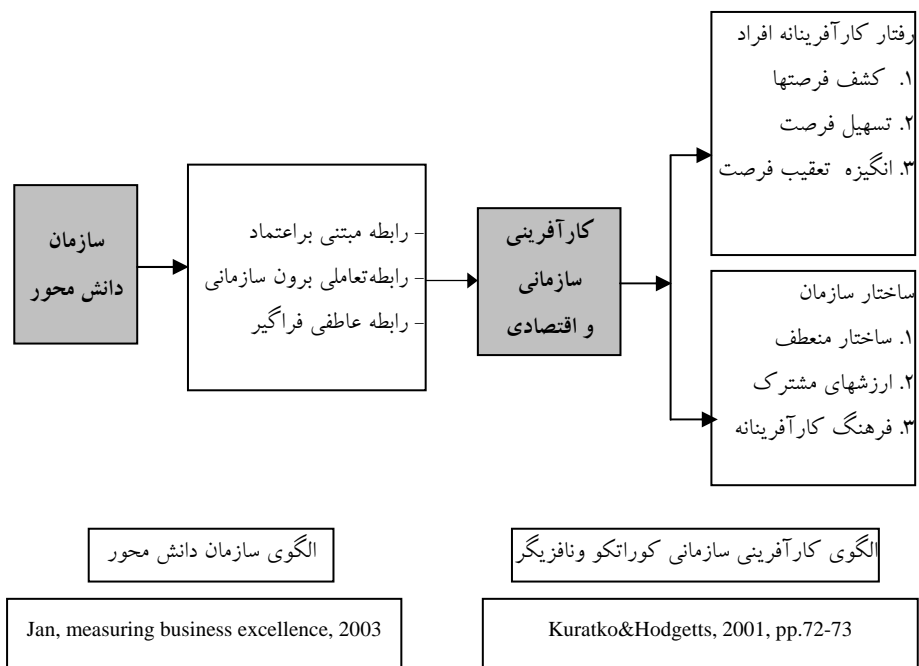 رفتار کارآفرینانه افراد
۱. کشف فرصتها
۲. تسهیل فرصت
۳. انگیزه تعقیب فرصت
سازمان
دانش محور
– رابطه مبتنی براعتماد
– رابطه‌تعاملی برون سازمانی
– رابطه عاطفی فراگیر
کارآفرینی
سازمانی
و اقتصادی
ساختار سازمان
۱. ساختار منعطف
۲. ارزشهای مشترک
۳. فرهنگ کارآفرینانه
الگوی سازمان دانش محور
الگوی کارآفرینی سازمانی کوراتکو ونافزیگر
Jan, measuring business excellence, 2003
Kuratko&Hodgetts, 2001, pp.72-73